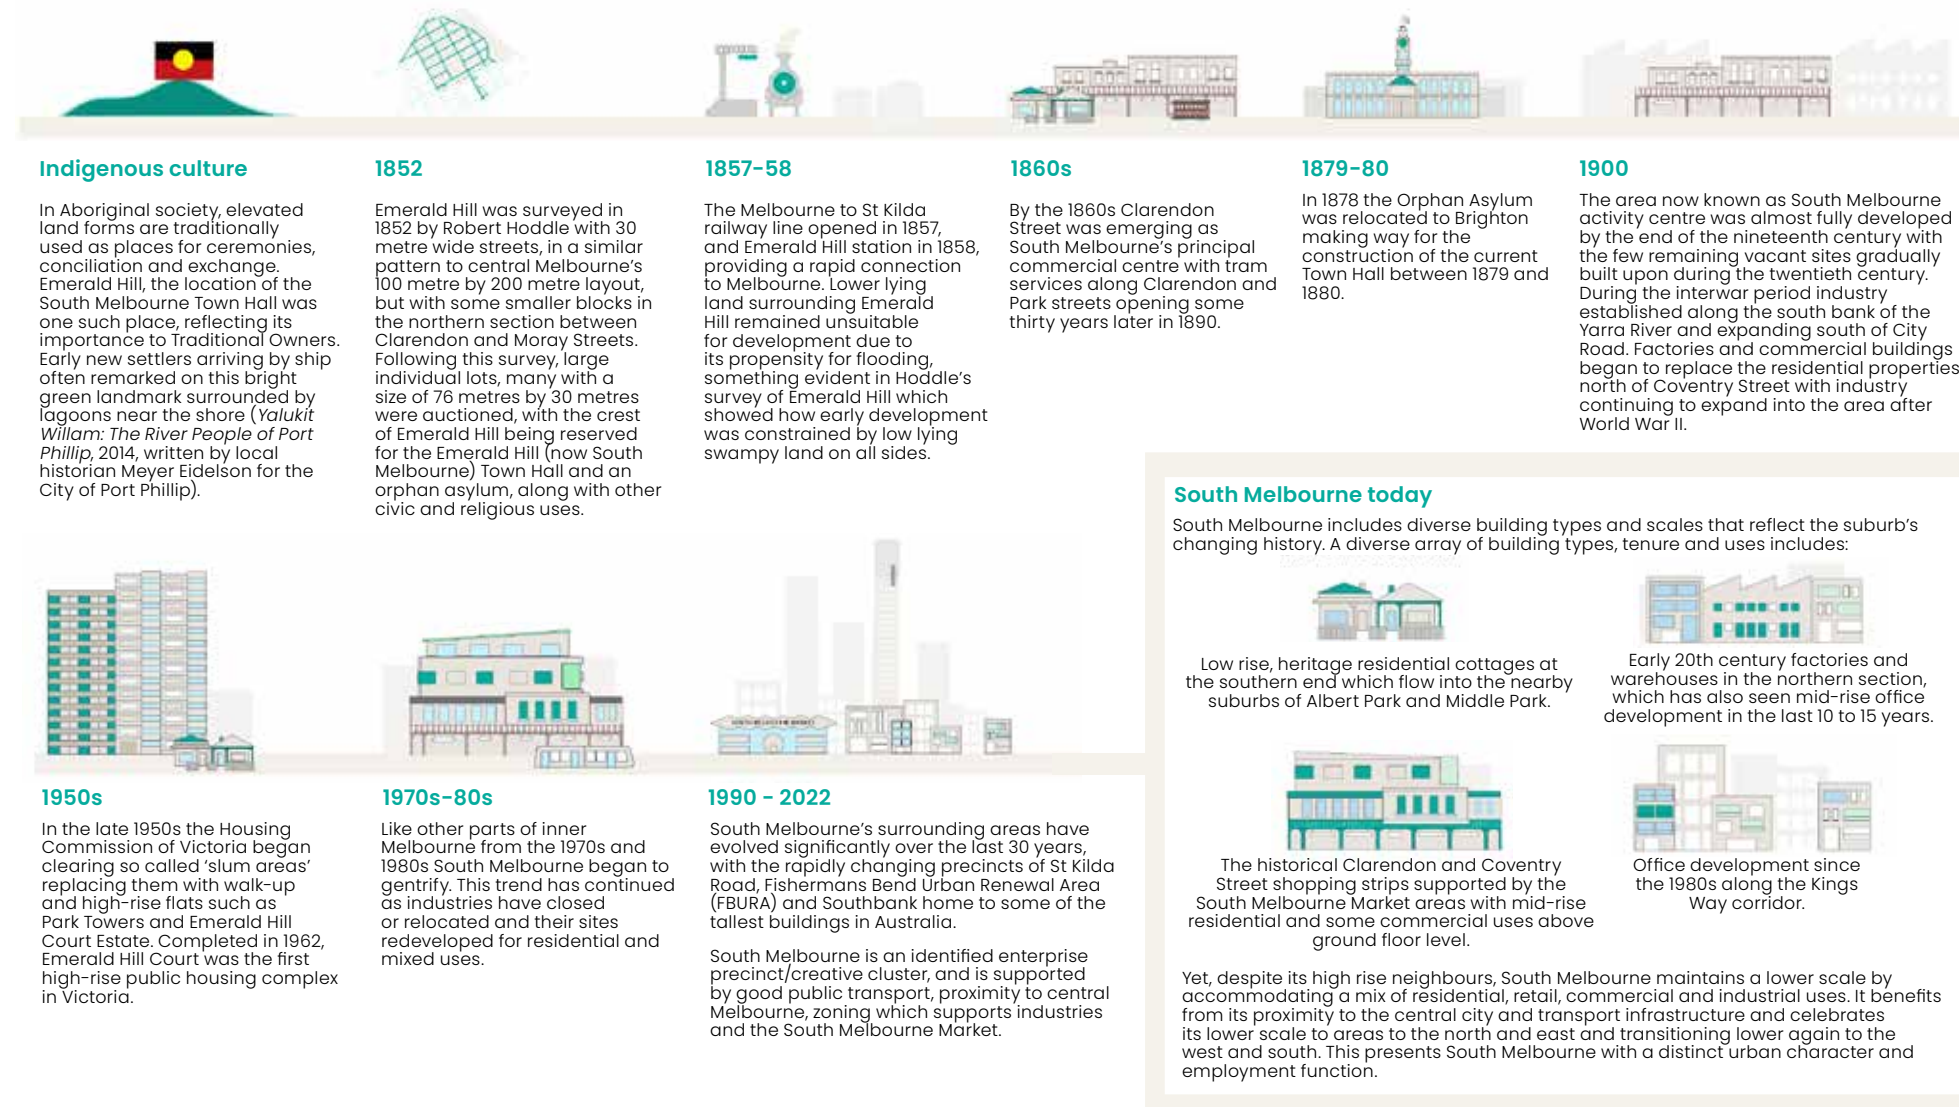 Indigenous culture
In Aboriginal society, elevated
land forms are traditionally
used as places for ceremonies,
conciliation and exchange.
Emerald Hill, the location of the
South Melbourne Town Hall was
one such place, reflecting its
importance to Traditional Owners.
Early new settlers arriving by ship
often remarked on this bright
green landmark surrounded by
lagoons near the shore (Yalukit
Willam: The River People of Port
Phillip, 2014, written by local
historian Meyer Eidelson for the
City of Port Phillip).
1852
Emerald Hill was surveyed in
1852 by Robert Hoddle with 30
metre wide streets, in a similar
pattern to central Melbourne's
100 metre by 200 metre layout,
but with some smaller blocks in
the northern section between
Clarendon and Moray Streets.
Following this survey, large
individual lots, many with a
size of 76 metres by 30 metres
were auctioned, with the crest
of Emerald Hill being reserved
for the Emerald Hill (now South
Melbourne) Town Hall and an
orphan asylum, along with other
civic and religious uses.
1857-58
The Melbourne to St Kilda
railway line opened in 1857,
and Emerald Hill station in 1858,
providing a rapid connection
to Melbourne. Lower lying
land surrounding Emerald
Hill remained unsuitable
for development due to
its propensity for flooding,
something evident in Hoddle's
survey of Emerald Hill which
showed how early development
was constrained by low lying
swampy land on all sides.
1860s
By the 1860s Clarendon
Street was emerging as
South Melbourne's principal
commercial centre with tram
services along Clarendon and
Park streets opening some
thirty years later in 1890.
1879-80
In 1878 the Orphan Asylum
was relocated to Brighton
making way for the
construction of the current
Town Hall between 1879 and
1880.
1900
The area now known as South Melbourne
activity centre was almost fully developed
by the end of the nineteenth century with
the few remaining vacant sites gradually
built upon during the twentieth century.
During the interwar period industry
established along the south bank of the
Yarra River and expanding south of City
Road. Factories and commercial buildings
began to replace the residential properties
north of Coventry Street with industry
continuing to expand into the area after
World War II.
1950s
In the late 1950s the Housing
Commission of Victoria began
clearing so called 'slum areas'
replacing them with walk-up
and high-rise flats such as
Park Towers and Emerald Hill
Court Estate. Completed in 1962,
Emerald Hill Court was the first
high-rise public housing complex
in Victoria.
1970s-80s
Like other parts of inner
Melbourne from the 1970s and
1980s South Melbourne began to
gentrify. This trend has continued
as industries have closed
or relocated and their sites
redeveloped for residential and
mixed uses.
SOUTH MELBOURNE MARKET
1990 - 2022
South Melbourne's surrounding areas have
evolved significantly over the last 30 years,
with the rapidly changing precincts of St Kilda
Road, Fishermans Bend Urban Renewal Area
(FBURA) and Southbank home to some of the
tallest buildings in Australia.
South Melbourne is an identified enterprise
precinct/creative cluster, and is supported
by good public transport, proximity to central
Melbourne, zoning which supports industries
and the South Melbourne Market.
South Melbourne today
South Melbourne includes diverse building types and scales that reflect the suburb's
changing history. A diverse array of building types, tenure and uses includes:
Low rise, heritage residential cottages at
the southern end which flow into the nearby
suburbs of Albert Park and Middle Park.
Early 20th century factories and
warehouses in the northern section,
which has also seen mid-rise office
development in the last 10 to 15 years.
The historical Clarendon and Coventry
Street shopping strips supported by the
South Melbourne Market areas with mid-rise
residential and some commercial uses above
ground floor level.
Office development since
the 1980s along the Kings
Way corridor.
Yet, despite its high rise neighbours, South Melbourne maintains a lower scale by
accommodating a mix of residential, retail, commercial and industrial uses. It benefits
from its proximity to the central city and transport infrastructure and celebrates
its lower scale to areas to the north and east and transitioning lower again to the
west and south. This presents South Melbourne with a distinct urban character and
employment function.